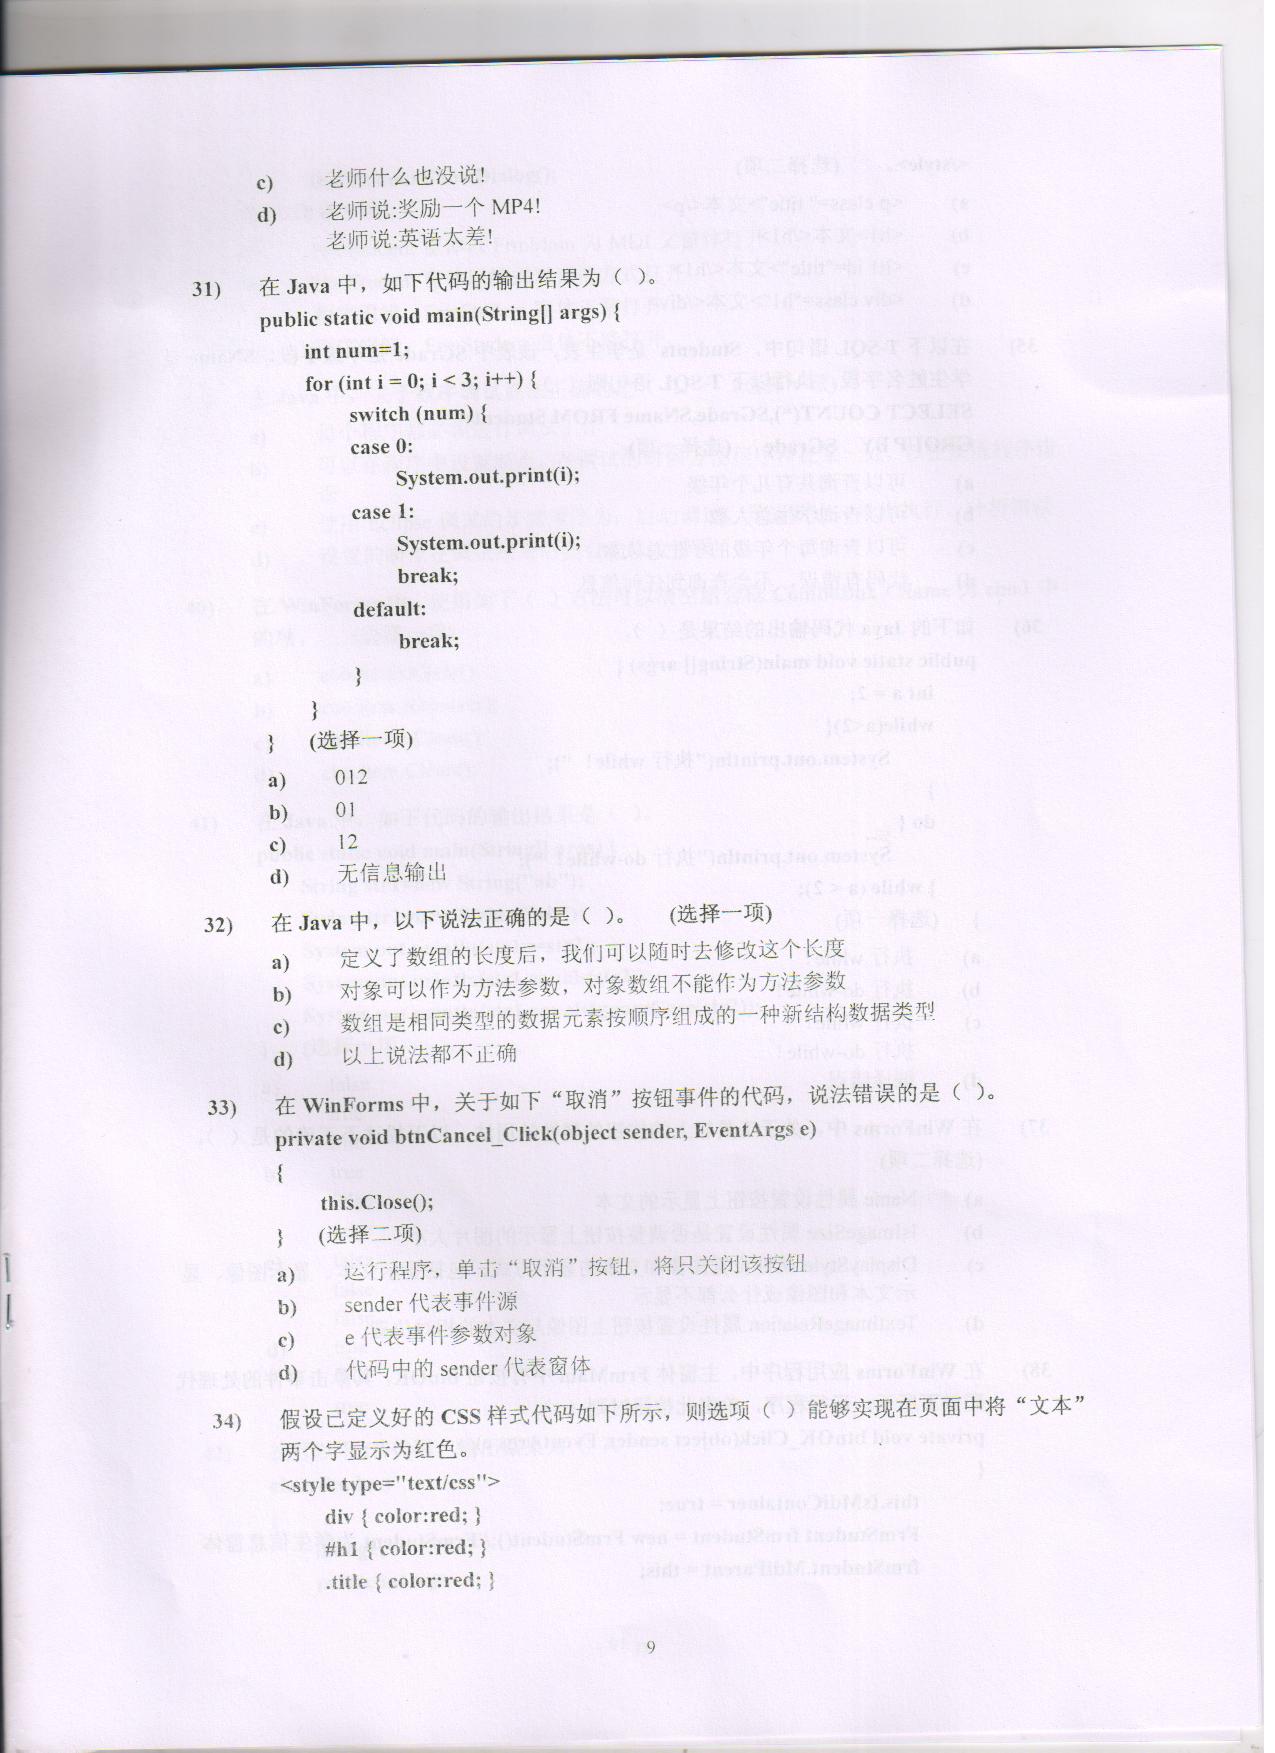 c) 老师什么也没说!
d) 老师说:奖励一个 MP4!
老师说:英语太差!
31) 在 Java 中，如下代码的输出结果为（ ）。
public static void main(String[] args) {
int num=1;
for (int i = 0; i < 3; i++) {
switch (num) {
case 0:
System.out.print(i);
case 1:
System.out.print(i);
break;
default:
break;
}
}
} (选择一项)
a) 012
b) 01
c) 12
d) 无信息输出
32) 在 Java 中，以下说法正确的是（ ）。 (选择一项)
a) 定义了数组的长度后，我们可以随时去修改这个长度
b) 对象可以作为方法参数，对象数组不能作为方法参数
c) 数组是相同类型的数据元素按顺序组成的一种新结构数据类型
d) 以上说法都不正确
33) 在 WinForms 中，关于如下“取消”按钮事件的代码，说法错误的是（ ）。
private void btnCancel_Click(object sender, EventArgs e)
{
this.Close();
} (选择二项)
a) 运行程序，单击“取消”按钮，将只关闭该按钮
b) sender 代表事件源
c) e 代表事件参数对象
d) 代码中的 sender 代表窗体
34) 假设已定义好的 CSS 样式代码如下所示，则选项（ ）能够实现在页面中将“文本”
两个字显示为红色。
<style type="text/css">
div { color:red; }
#h1 { color:red; }
.title { color:red; }
9